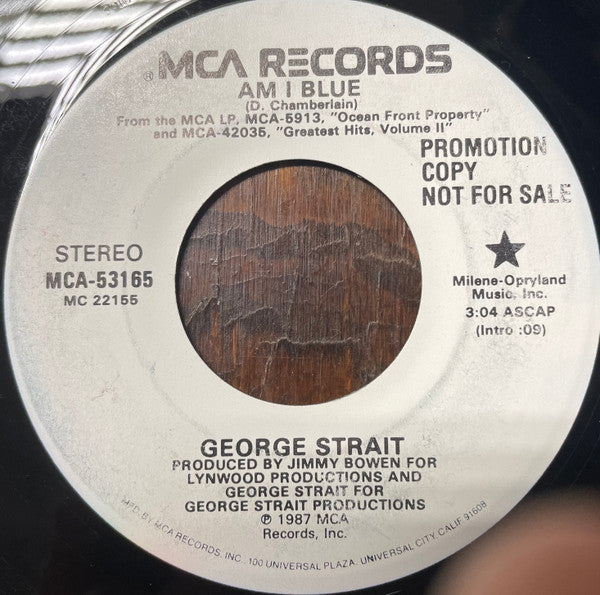 ® MCA RECORDS
AM I BLUE
(D. Chamberlain)
From the MCA LP, MCA-5913, "Ocean Front Property"
and MCA-42035, "Greatest Hits, Volume II"
PROMOTION
COPY
NOT FOR SALE
STEREO
MCA-53165
MC 22155
★
Milene-Opryland
Music, Inc.
3:04 ASCAP
(Intro :09)
GEORGE STRAIT
PRODUCED BY JIMMY BOWEN FOR
LYNWOOD PRODUCTIONS AND
GEORGE STRAIT FOR
GEORGE STRAIT PRODUCTIONS
℗ 1987 MCA
Records, Inc.
MFD. BY MCA RECORDS, INC. 100 UNIVERSAL PLAZA, UNIVERSAL CITY, CALIF. 91608